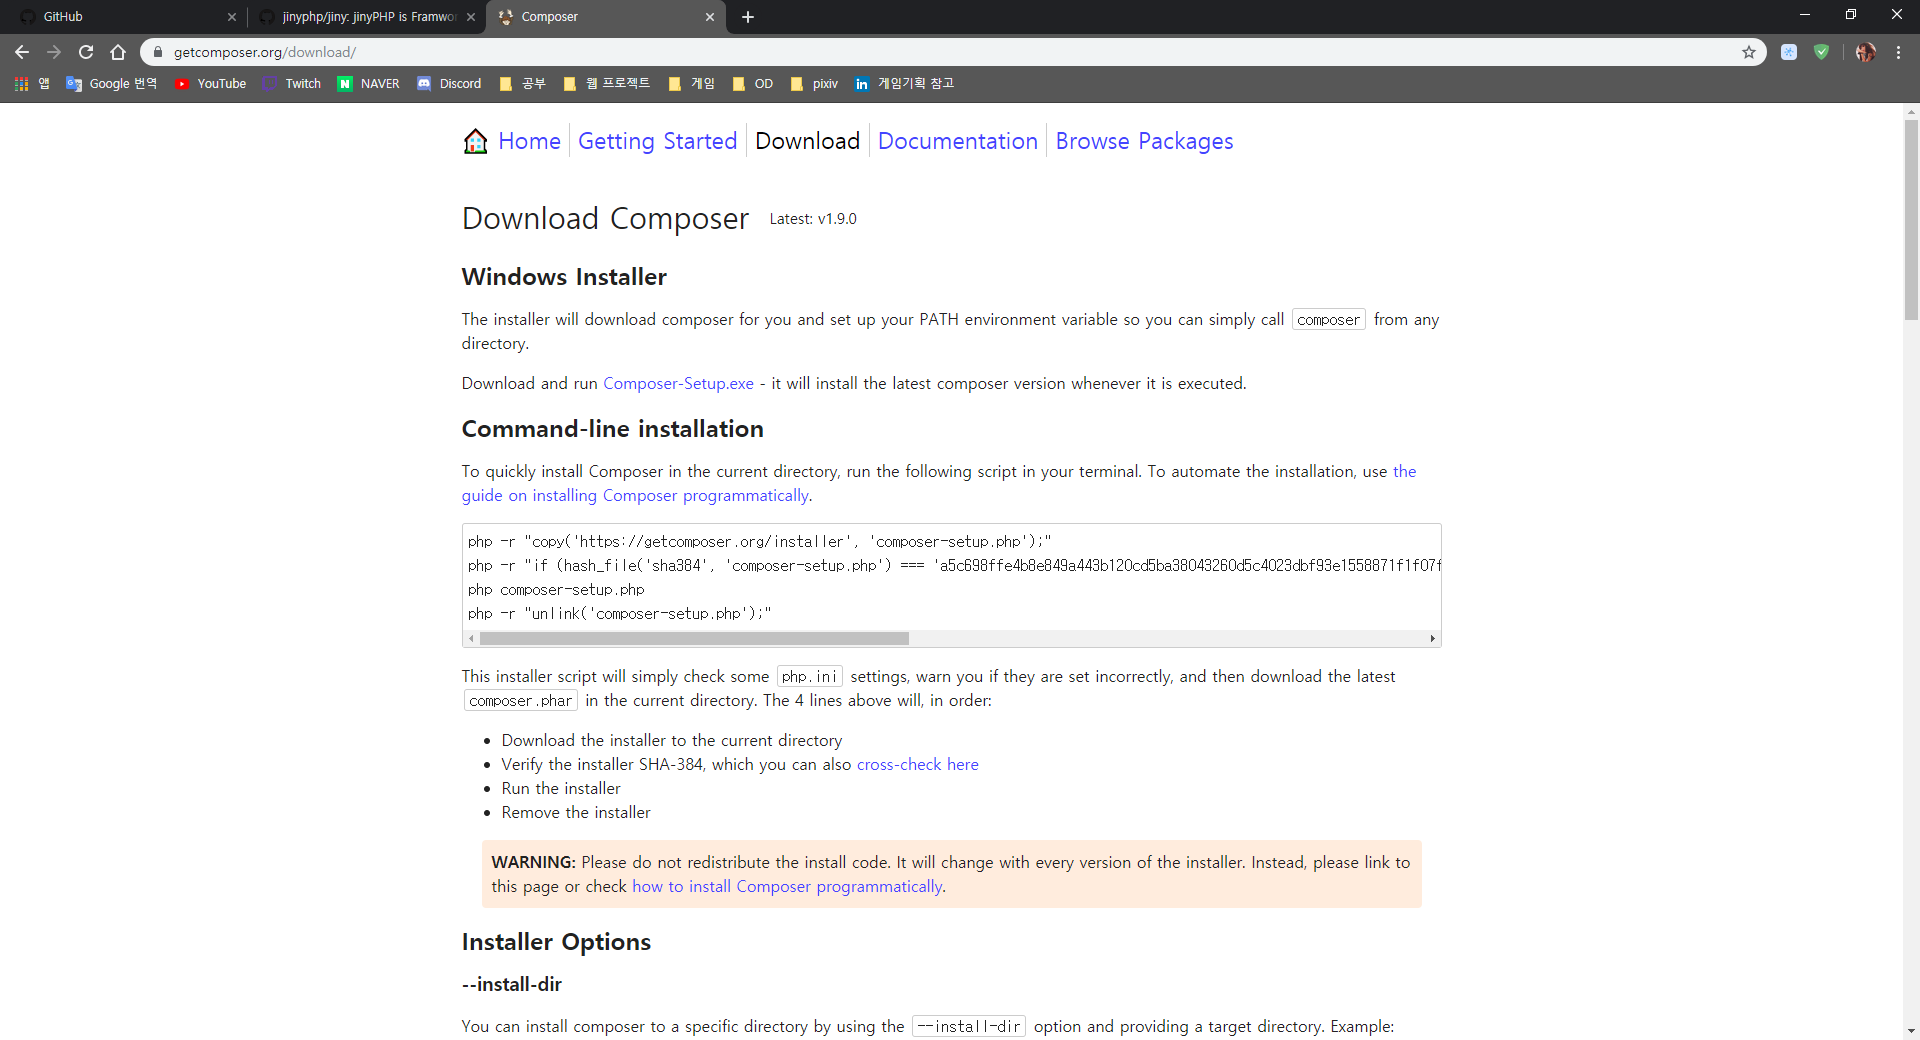 GitHub
jinyphp/jiny: jinyPHP is Framwor
Composer
getcomposer.org/download/
앱
Google 번역
YouTube
Twitch
NAVER
Discord
공부
웹 프로젝트
게임
OD
pixiv
게임기획 참고
Home
Getting Started
Download
Documentation
Browse Packages
Download Composer Latest: v1.9.0
Windows Installer
The installer will download composer for you and set up your PATH environment variable so you can simply call composer from any
directory.
Download and run Composer-Setup.exe - it will install the latest composer version whenever it is executed.
Command-line installation
To quickly install Composer in the current directory, run the following script in your terminal. To automate the installation, use the
guide on installing Composer programmatically.
php -r "copy('https://getcomposer.org/installer', 'composer-setup.php');"
php -r "if (hash_file('sha384', 'composer-setup.php') === 'a5c698ffe4b8e849a443b120cd5ba38043260d5c4023dbf93e1558871f1f07f
php composer-setup.php
php -r "unlink('composer-setup.php');"
This installer script will simply check some php.ini settings, warn you if they are set incorrectly, and then download the latest
composer.phar in the current directory. The 4 lines above will, in order:
Download the installer to the current directory
Verify the installer SHA-384, which you can also cross-check here
Run the installer
Remove the installer
WARNING: Please do not redistribute the install code. It will change with every version of the installer. Instead, please link to
this page or check how to install Composer programmatically.
Installer Options
--install-dir
You can install composer to a specific directory by using the --install-dir option and providing a target directory. Example: